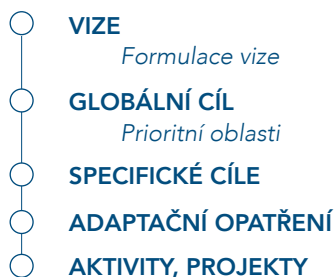 VIZE
Formulace vize
GLOBÁLNÍ CÍL
Prioritní oblasti
SPECIFICKÉ CÍLE
ADAPTAČNÍ OPATŘENÍ
AKTIVITY, PROJEKTY